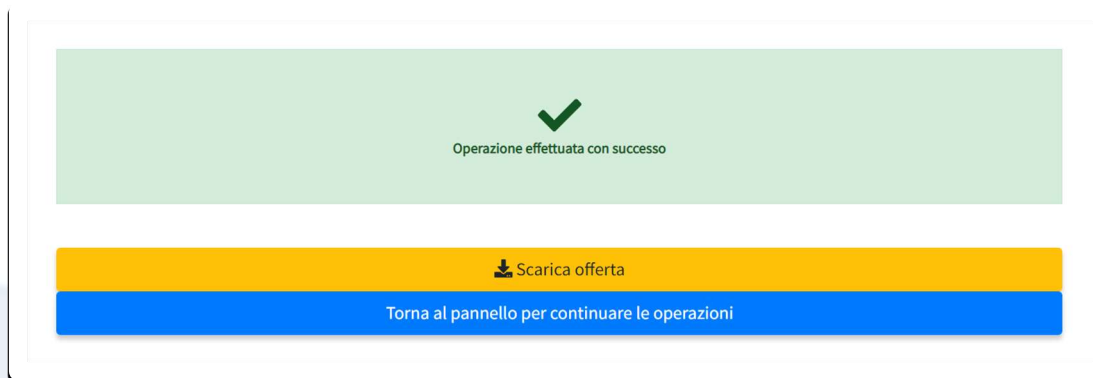 Operazione effettuata con successo
Scarica offerta
Torna al pannello per continuare le operazioni